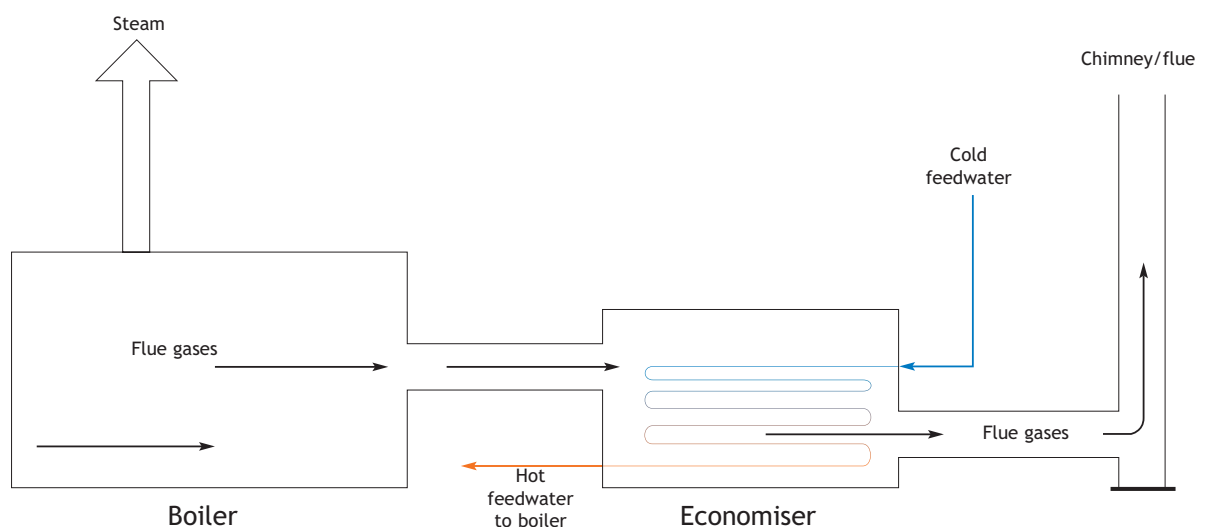 Steam
Chimney/flue
Cold
feedwater
Flue gases
Flue gases
Hot
feedwater
to boiler
Boiler
Economiser